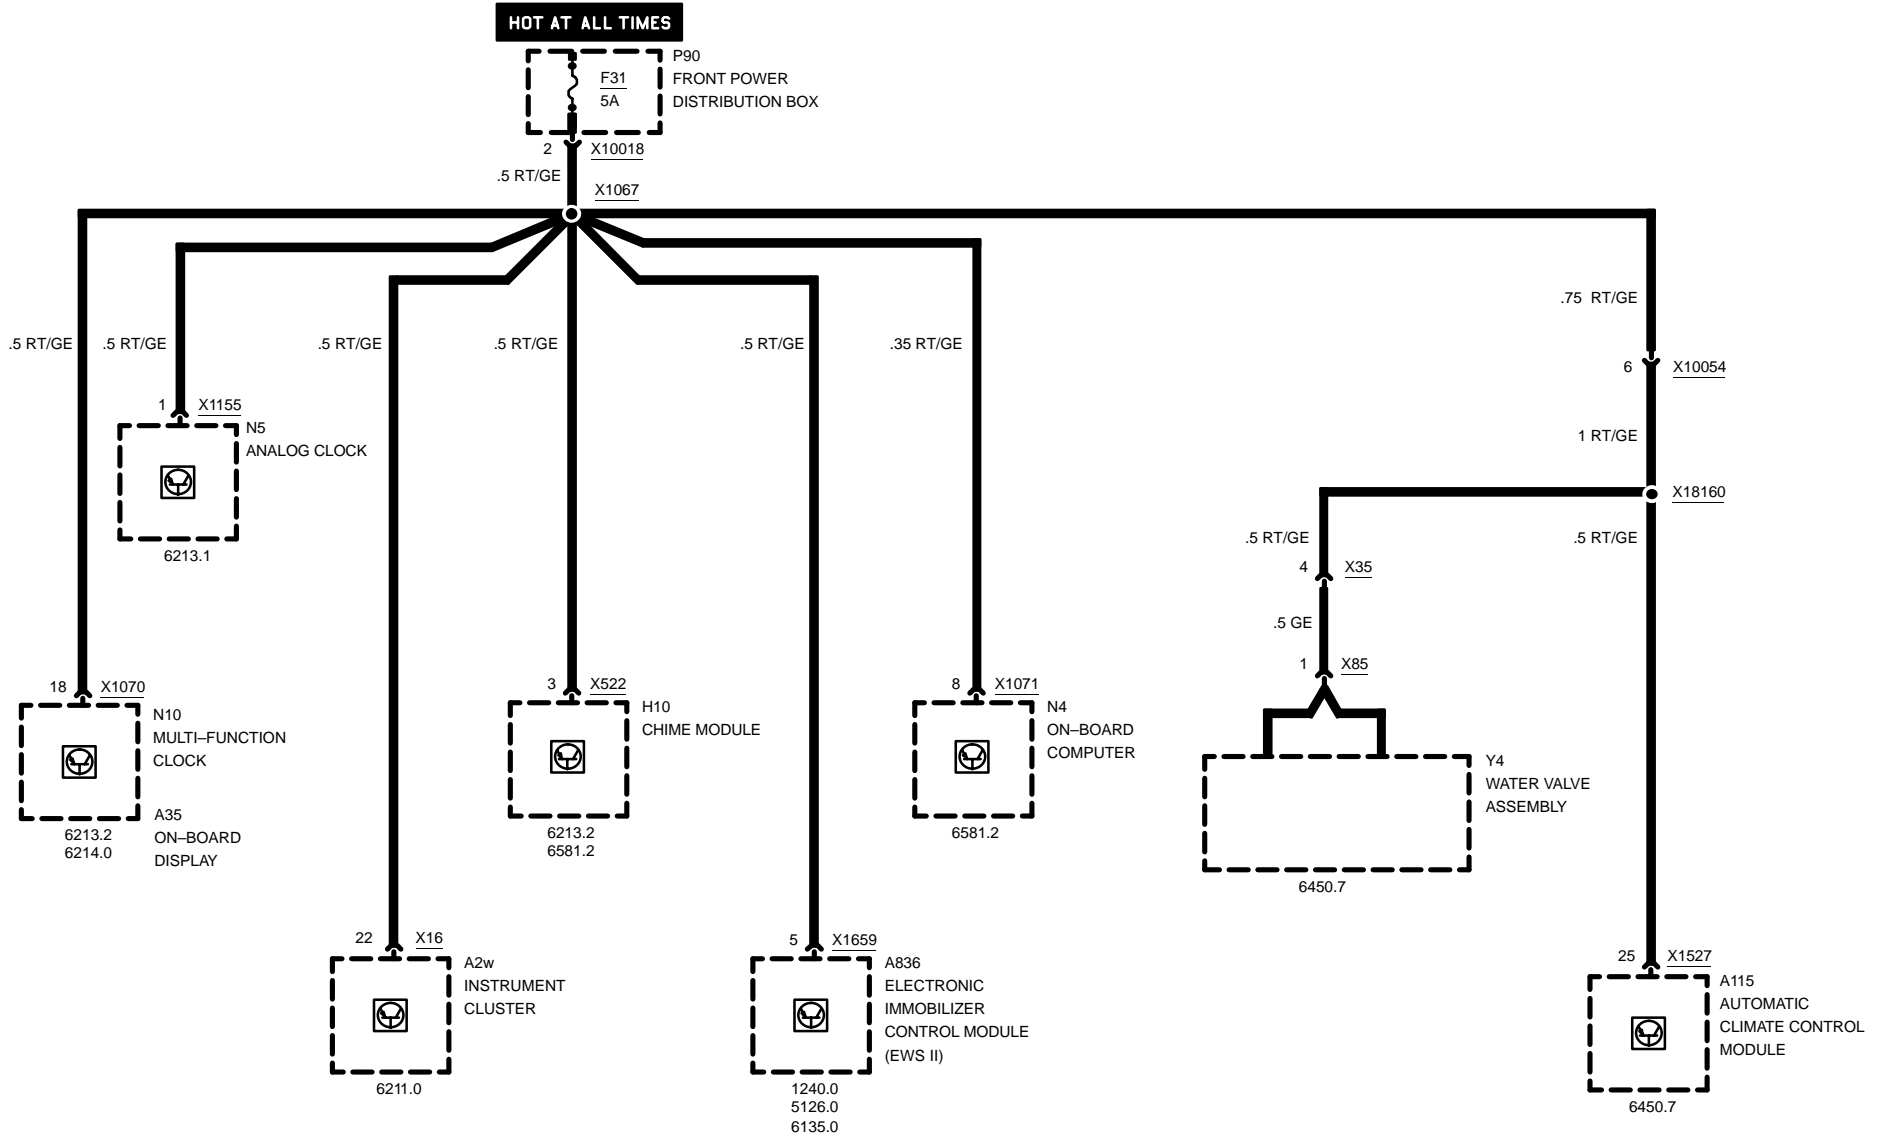 HOT AT ALL TIMES
P90
FRONT POWER
DISTRIBUTION BOX
F31
5A
2 X10018
.5 RT/GE
X1067
.75 RT/GE
.5 RT/GE
.5 RT/GE
.5 RT/GE
.5 RT/GE
.5 RT/GE
.35 RT/GE
6 X10054
1 RT/GE
X18160
1 X1155
N5
ANALOG CLOCK
6213.1
.5 RT/GE
.5 RT/GE
4 X35
.5 GE
1 X85
18 X1070
N10
MULTI–FUNCTION
CLOCK
A35
ON–BOARD
DISPLAY
6213.2
6214.0
3 X522
H10
CHIME MODULE
6213.2
6581.2
8 X1071
N4
ON–BOARD
COMPUTER
6581.2
Y4
WATER VALVE
ASSEMBLY
6450.7
22 X16
A2w
INSTRUMENT
CLUSTER
6211.0
5 X1659
A836
ELECTRONIC
IMMOBILIZER
CONTROL MODULE
(EWS II)
1240.0
5126.0
6135.0
25 X1527
A115
AUTOMATIC
CLIMATE CONTROL
MODULE
6450.7